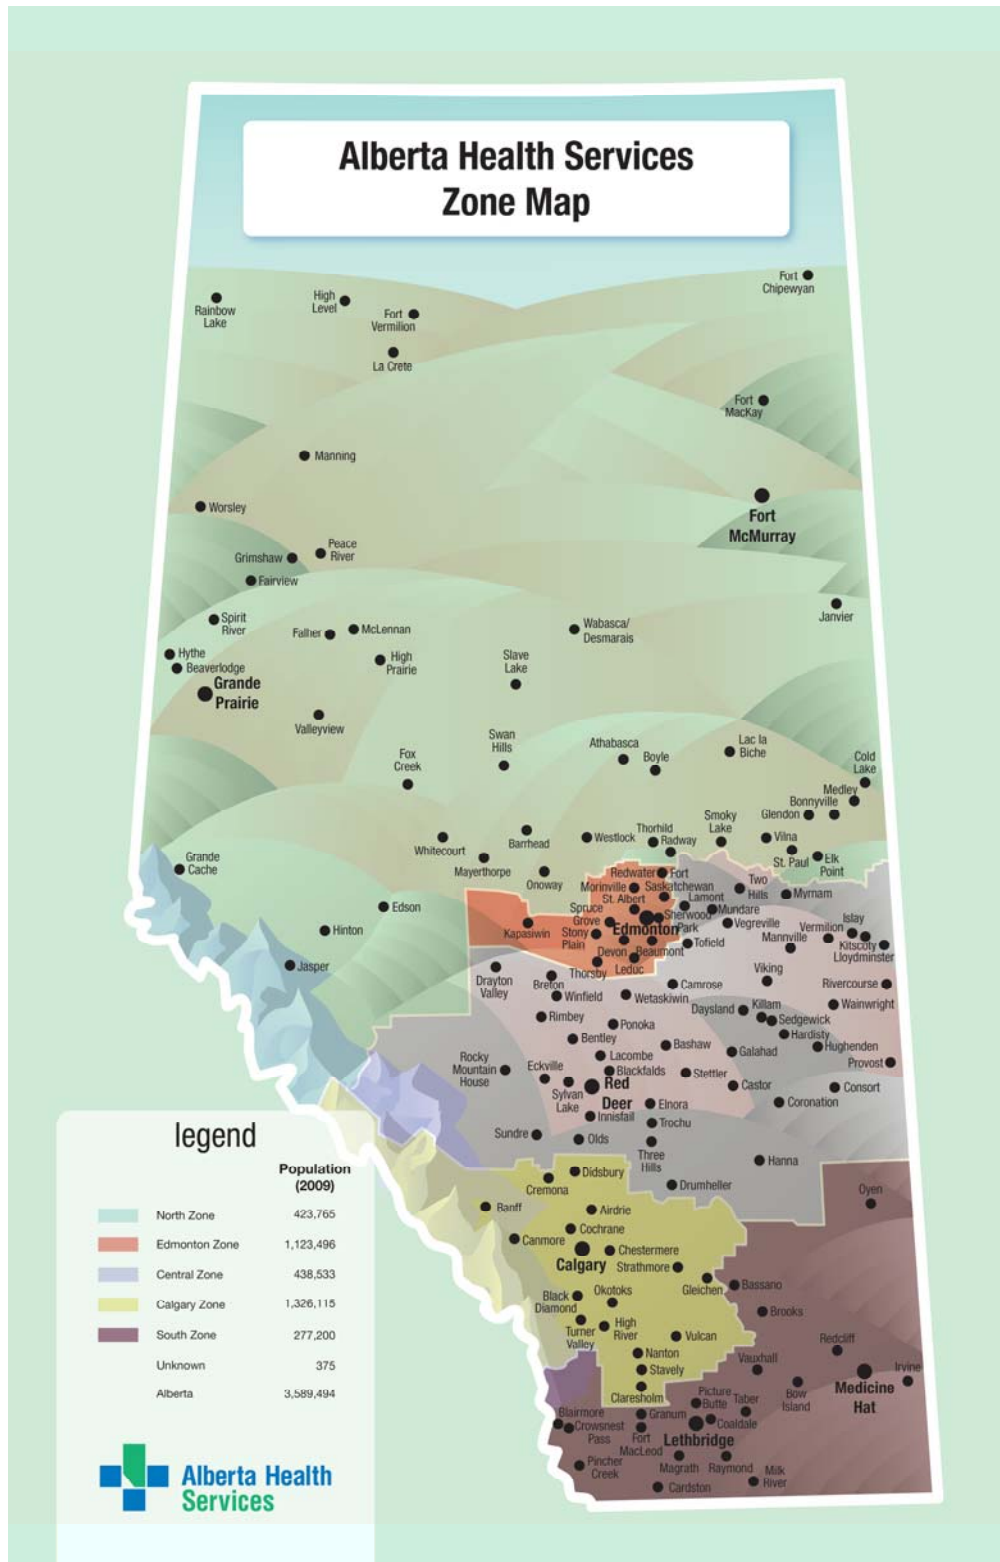 Alberta Health Services
Zone Map
Rainbow
Lake
High
Level
Fort
Vermilion
La Crete
Fort
Chipewyan
Fort
MacKay
Manning
Worsley
Fort
McMurray
Peace
River
Grimshaw
Fairview
Spirit
River
Falher
McLennan
Wabasca/
Desmarais
Janvier
Hythe
Beaverlodge
High
Prairie
Slave
Lake
Grande
Prairie
Valleyview
Swan
Hills
Fox
Creek
Athabasca
Boyle
Lac la
Biche
Cold
Lake
Medley
Bonnyville
Glendon
Smoky
Lake
Thorhild
Radway
Westlock
Barrhead
Whitecourt
Mayerthorpe
Onoway
Vilna
St. Paul
Elk
Point
Grande
Cache
Redwater
Fort
Saskatchewan
Morinville
St. Albert
Lamont
Two
Hills
Myrnam
Edson
Spruce
Grove
Edmonton
Sherwood
Park
Mundare
Vegreville
Vermilion
Islay
Kitscoty
Lloydminster
Mannville
Kapasiwin
Stony
Plain
Devon
Beaumont
Tofield
Hinton
Jasper
Thorsby
Leduc
Drayton
Valley
Breton
Winfield
Wetaskiwin
Camrose
Viking
Rivercourse
Wainwright
Daysland
Killam
Sedgewick
Hardisty
Hughenden
Rimbey
Ponoka
Bentley
Bashaw
Galahad
Provost
Rocky
Mountain
House
Eckville
Lacombe
Blackfalds
Stettler
Sylvan
Lake
Red
Deer
Castor
Consort
Coronation
Innisfail
Elnora
Trochu
Sundre
Olds
Three
Hills
Hanna
Didsbury
Cremona
Drumheller
Oyen
Banff
Airdrie
Canmore
Cochrane
Calgary
Chestermere
Strathmore
Gleichen
Bassano
Black
Diamond
Okotoks
Brooks
Turner
Valley
High
River
Vulcan
Redcliff
Nanton
Stavely
Vauxhall
Irvine
Medicine
Hat
Bow
Island
Claresholm
Picture
Butte
Taber
Blairmore
Crowsnest
Pass
Granum
Coaldale
Fort
MacLeod
Lethbridge
Pincher
Creek
Magrath
Raymond
Milk
River
Cardston
legend
Population
(2009)
North Zone 423,765
Edmonton Zone 1,123,496
Central Zone 438,533
Calgary Zone 1,326,115
South Zone 277,200
Unknown 375
Alberta 3,589,494
Alberta Health
Services